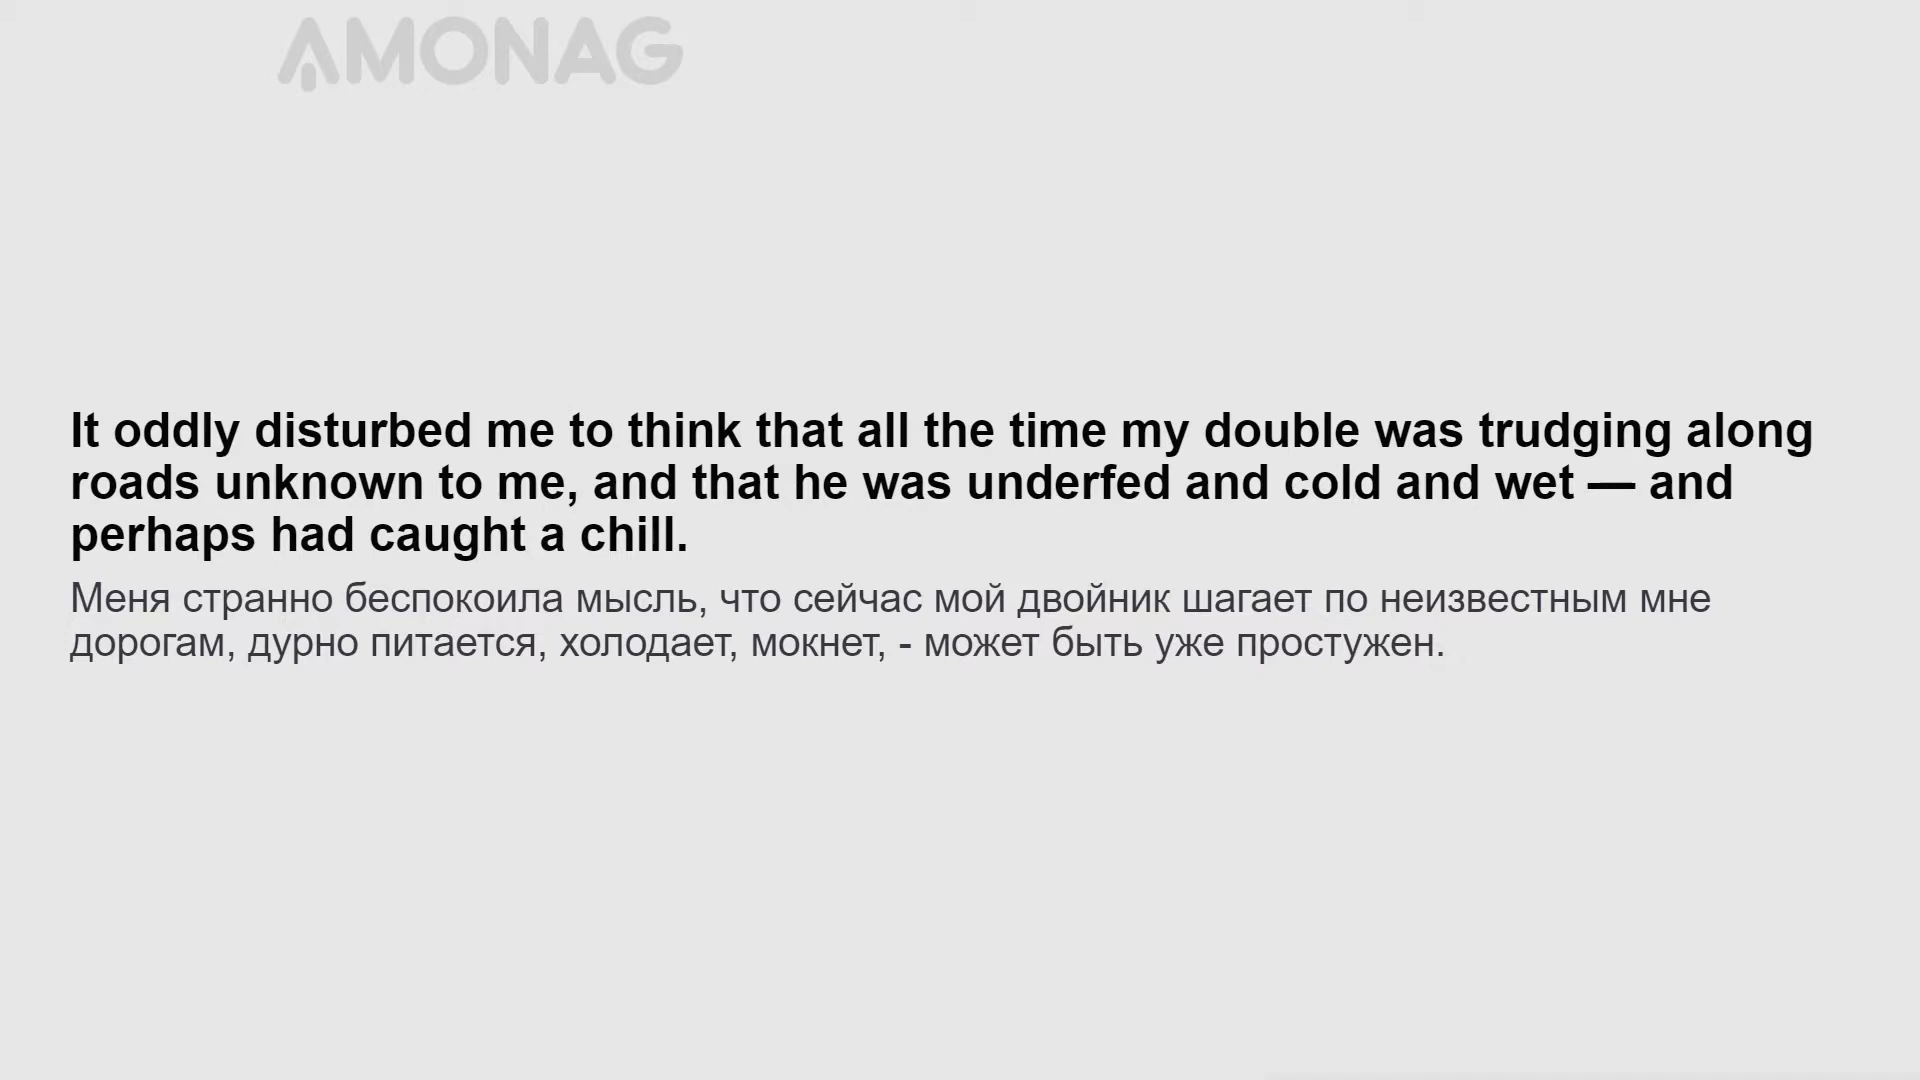 AMONAG
It oddly disturbed me to think that all the time my double was trudging along
roads unknown to me, and that he was underfed and cold and wet — and
perhaps had caught a chill.
Меня странно беспокоила мысль, что сейчас мой двойник шагает по неизвестным мне
дорогам, дурно питается, холодает, мокнет, - может быть уже простужен.